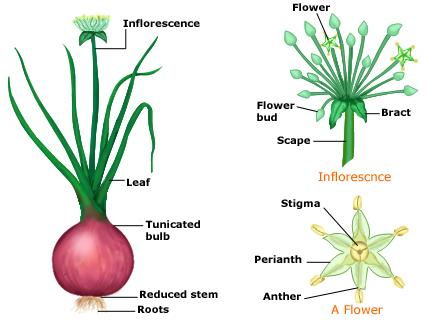 Inflorescence
Leaf
Tunicated
bulb
Reduced stem
Roots
Flower
Flower
bud
Bract
Scape
Inflorescnce
Stigma
Perianth
Anther
A Flower